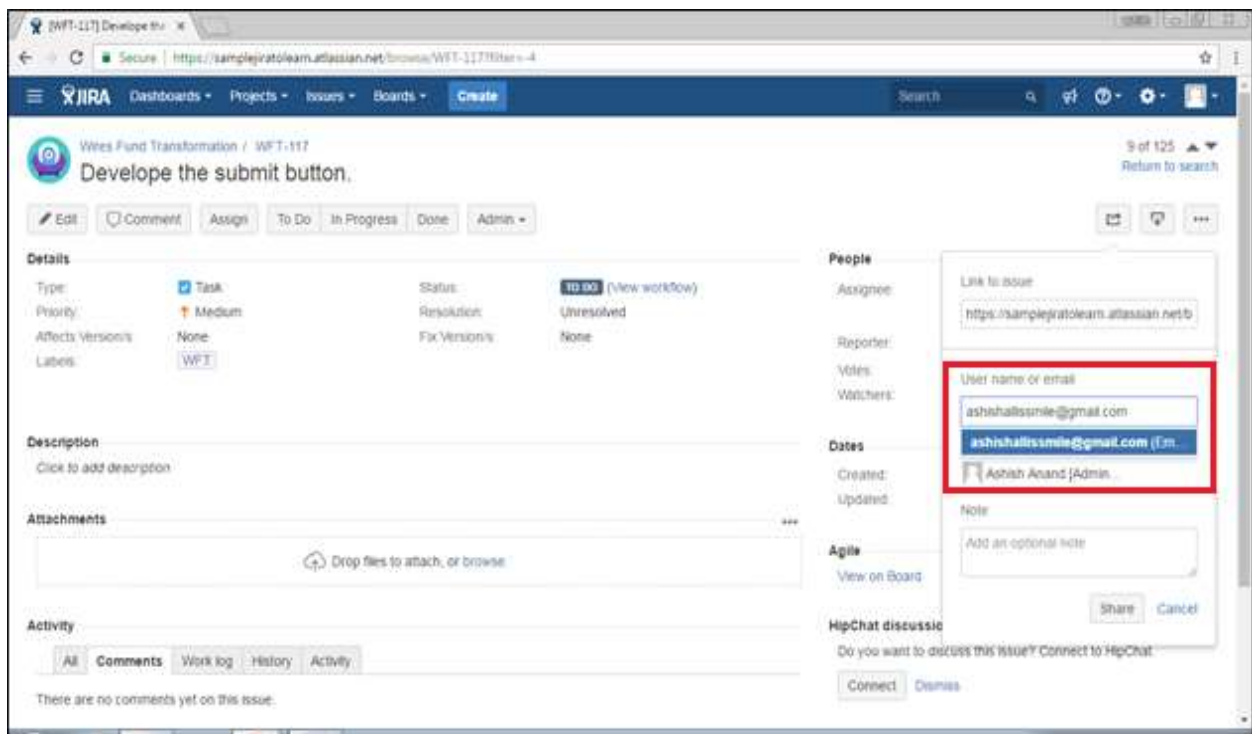 [WFT-117] Develope the
Secure | https://samplejiratolearn.atlassian.net/browse/WFT-117?filter=-4
JIRA Dashboards Projects Issues Boards Create Search
Wires Fund Transformation / WFT-117
9 of 125
Develope the submit button.
Return to search
Edit Comment Assign To Do In Progress Done Admin
Details
Type: Task
Status: TO DO (View workflow)
Priority: Medium
Resolution: Unresolved
Affects Version/s: None
Fix Version/s: None
Labels: WFT
Description
Click to add description
Attachments
Drop files to attach, or browse.
Activity
All Comments Work log History Activity
There are no comments yet on this issue.
People
Assignee:
Reporter:
Votes:
Watchers:
Dates
Created:
Updated:
Agile
View on Board
HipChat discussio
Do you want to discuss this issue? Connect to HipChat.
Connect Dismiss
Link to issue
https://samplejiratolearn.atlassian.net/b
User name or email
ashishallissmile@gmail.com
ashishallissmile@gmail.com (Em...
Ashish Anand [Admin...
Note
Add an optional note
Share Cancel